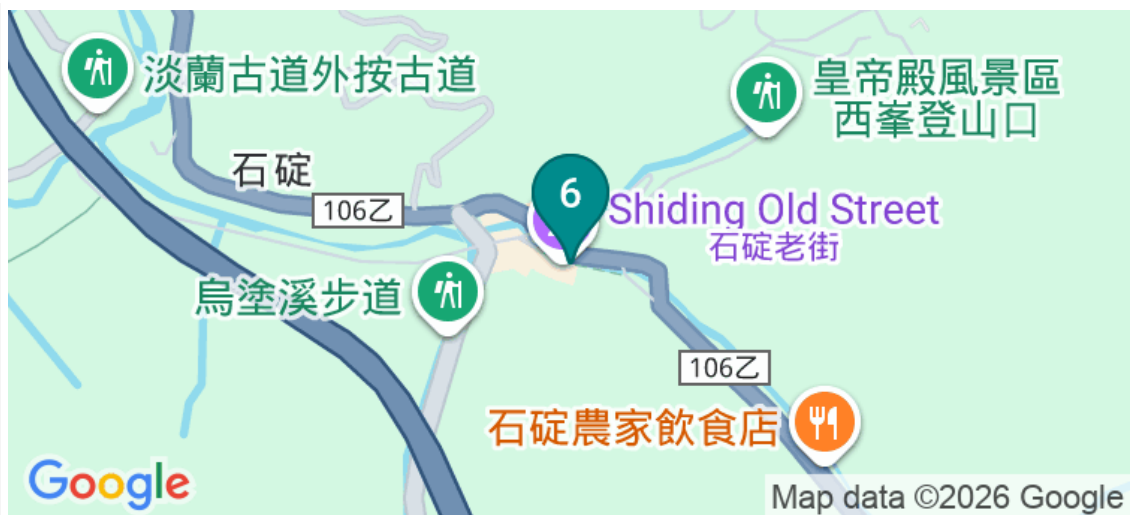 淡蘭古道外按古道
皇帝殿風景區
西峯登山口
石碇
106乙
6
Shiding Old Street
石碇老街
烏塗溪步道
106乙
石碇農家飲食店
Google
Map data ©2026 Google